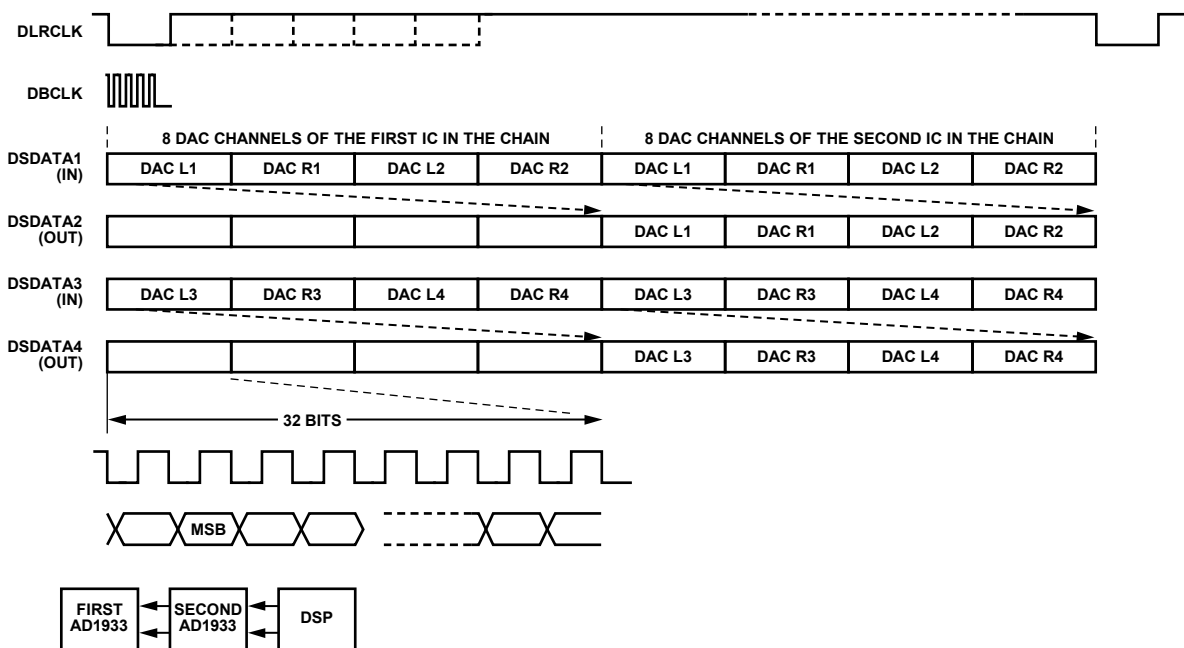 DLRCLK
DBCLK
8 DAC CHANNELS OF THE FIRST IC IN THE CHAIN 8 DAC CHANNELS OF THE SECOND IC IN THE CHAIN
DSDATA1
(IN)
DAC L1 DAC R1 DAC L2 DAC R2 DAC L1 DAC R1 DAC L2 DAC R2
DSDATA2
(OUT)
DAC L1 DAC R1 DAC L2 DAC R2
DSDATA3
(IN)
DAC L3 DAC R3 DAC L4 DAC R4 DAC L3 DAC R3 DAC L4 DAC R4
DSDATA4
(OUT)
DAC L3 DAC R3 DAC L4 DAC R4
32 BITS
MSB
FIRST
AD1933
SECOND
AD1933
DSP